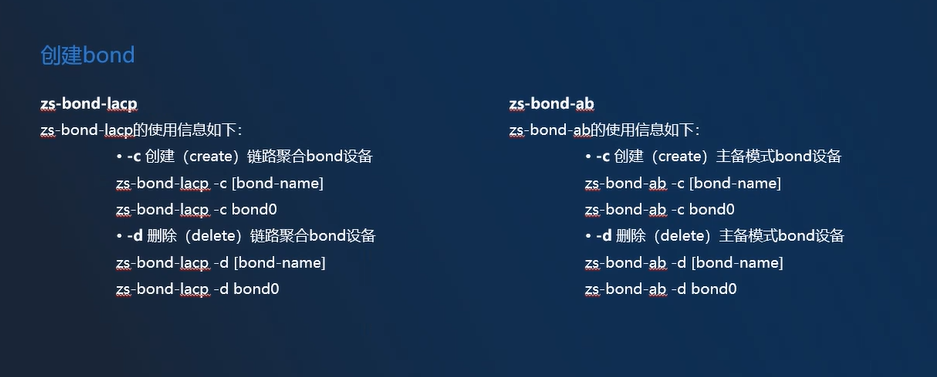 创建bond
zs-bond-lacp
zs-bond-lacp的使用信息如下：
• -c 创建（create）链路聚合bond设备
zs-bond-lacp -c [bond-name]
zs-bond-lacp -c bond0
• -d 删除（delete）链路聚合bond设备
zs-bond-lacp -d [bond-name]
zs-bond-lacp -d bond0
zs-bond-ab
zs-bond-ab的使用信息如下：
• -c 创建（create）主备模式bond设备
zs-bond-ab -c [bond-name]
zs-bond-ab -c bond0
• -d 删除（delete）主备模式bond设备
zs-bond-ab -d [bond-name]
zs-bond-ab -d bond0